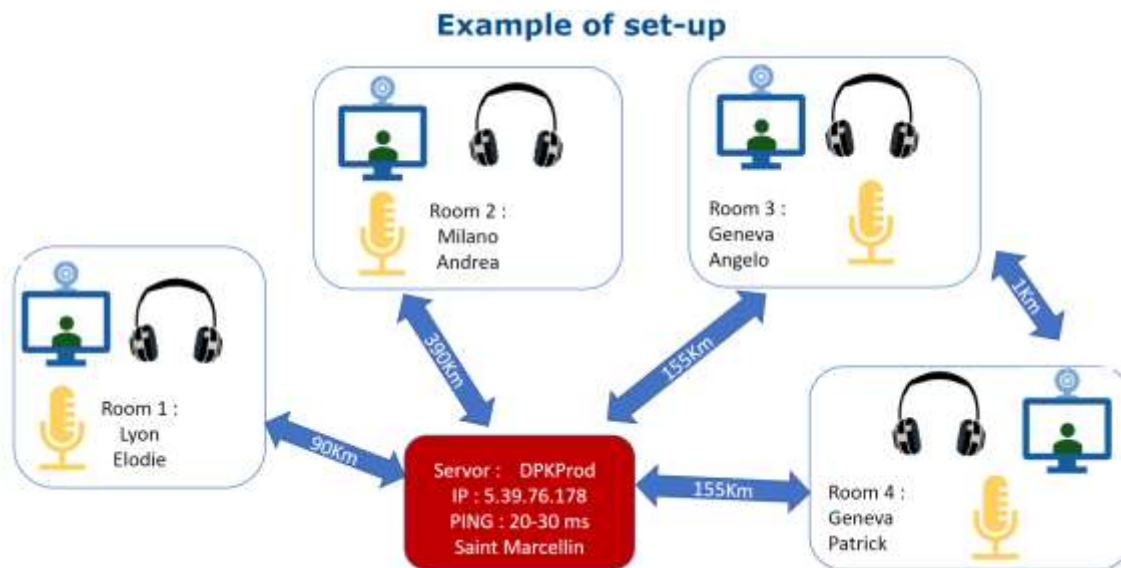 Example of set-up
Room 2 :
Milano
Andrea
Room 3 :
Geneva
Angelo
1Km
390Km
155Km
Room 1 :
Lyon
Elodie
90Km
Servor : DPKProd
IP : 5.39.76.178
PING : 20-30 ms
Saint Marcellin
155Km
Room 4 :
Geneva
Patrick